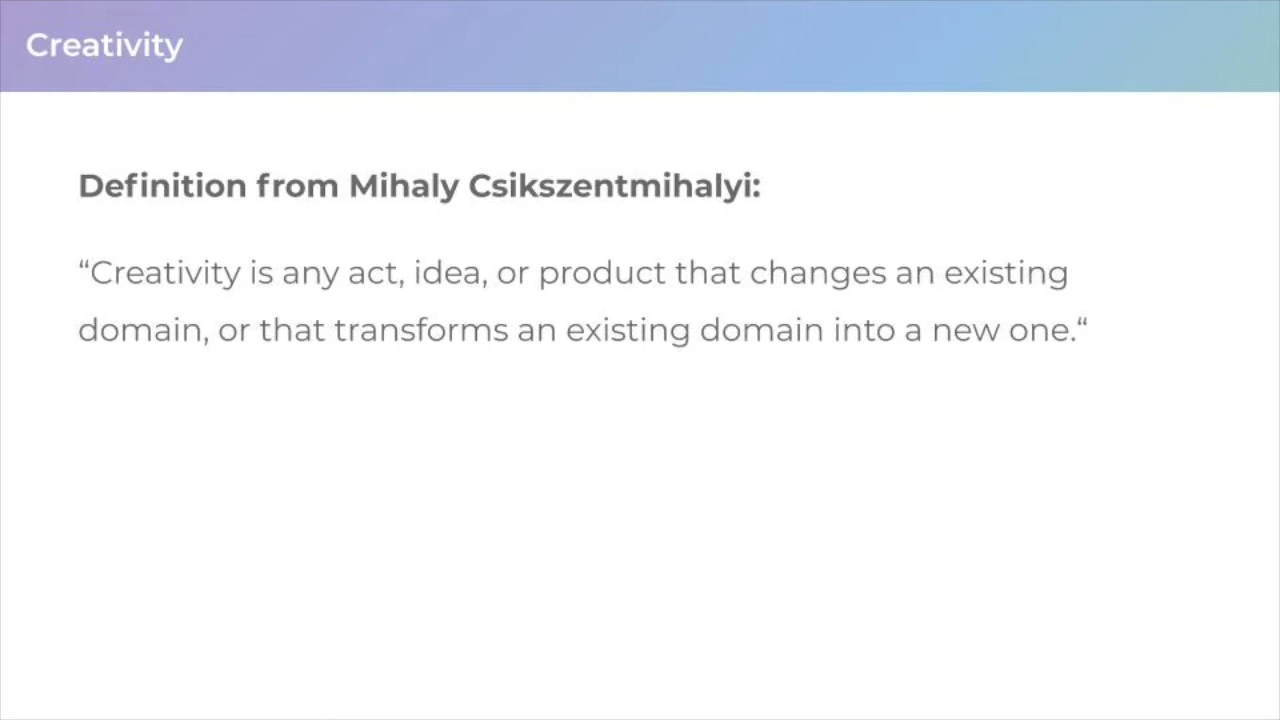 Creativity
Definition from Mihaly Csikszentmihalyi:
“Creativity is any act, idea, or product that changes an existing
domain, or that transforms an existing domain into a new one.“